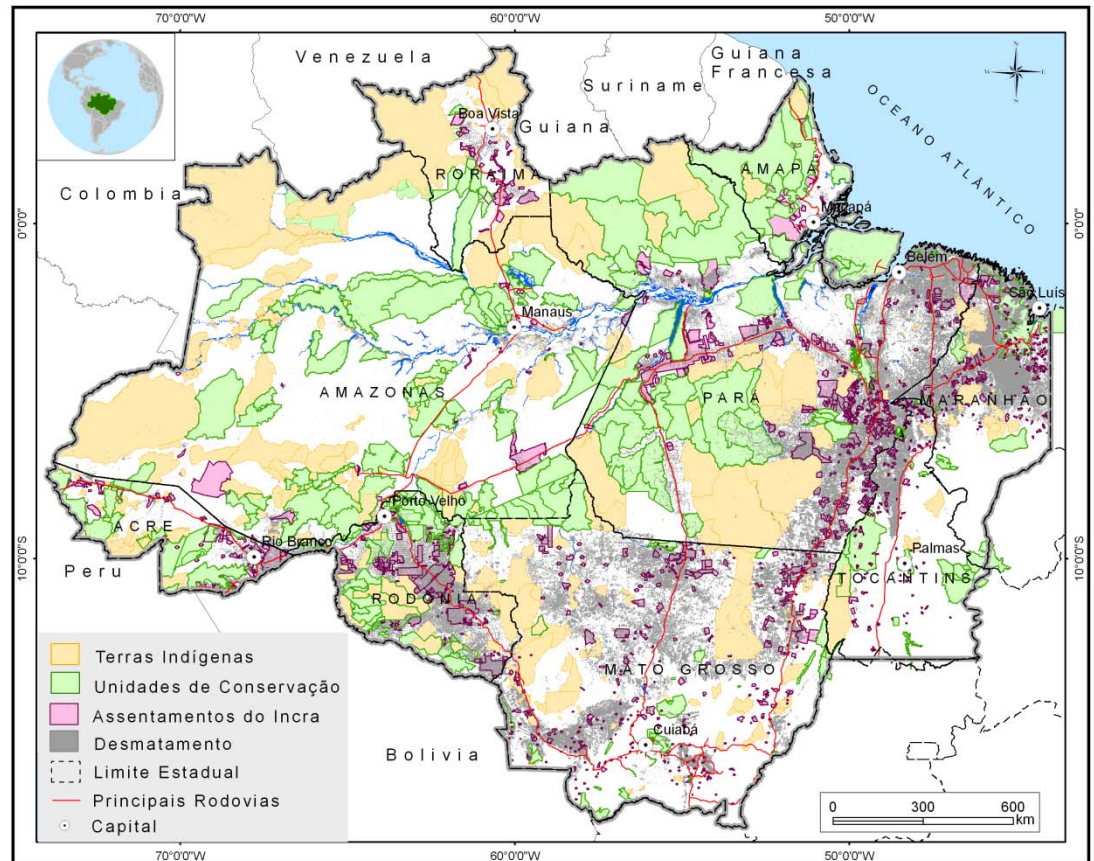 70°0'0"W
60°0'0"W
50°0'0"W
Venezuela
Guiana
Francesa
Suriname
OCEANO ATLÂNTICO
N
W
E
S
Boa Vista
Guiana
RORAIMA
AMAPÁ
Colombia
Macapá
0°0'0"
0°0'0"
Belém
São Luís
Manaus
AMAZONAS
PARÁ
MARANHÃO
Porto Velho
ACRE
Rio Branco
Palmas
10°0'0"S
10°0'0"S
Peru
TOCANTINS
RODONIA
MATO GROSSO
Cuiabá
Bolivia
Terras Indígenas
Unidades de Conservação
Assentamentos do Incra
Desmatamento
Limite Estadual
Principais Rodovias
Capital
0 300 600
km
70°0'0"W
60°0'0"W
50°0'0"W